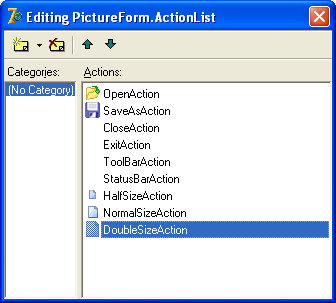 Editing PictureForm.ActionList
Categories:
Actions:
(No Category)
OpenAction
SaveAsAction
CloseAction
ExitAction
ToolBarAction
StatusBarAction
HalfSizeAction
NormalSizeAction
DoubleSizeAction